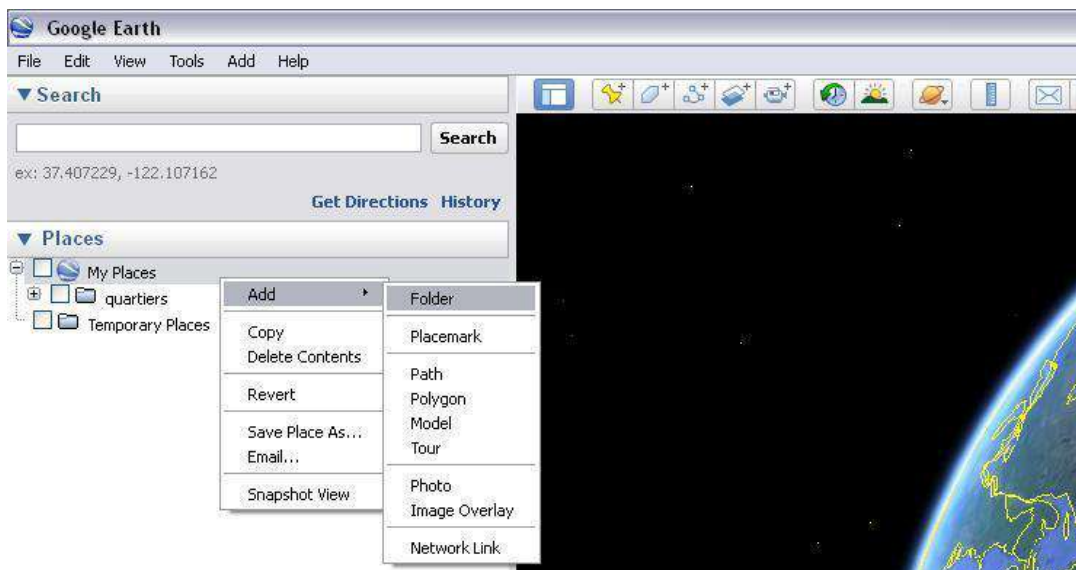 Google Earth
File Edit View Tools Add Help
Search
Search
ex: 37.407229, -122.107162
Get Directions History
Places
My Places
quartiers
Temporary Places
Add
Copy
Delete Contents
Revert
Save Place As...
Email...
Snapshot View
Folder
Placemark
Path
Polygon
Model
Tour
Photo
Image Overlay
Network Link